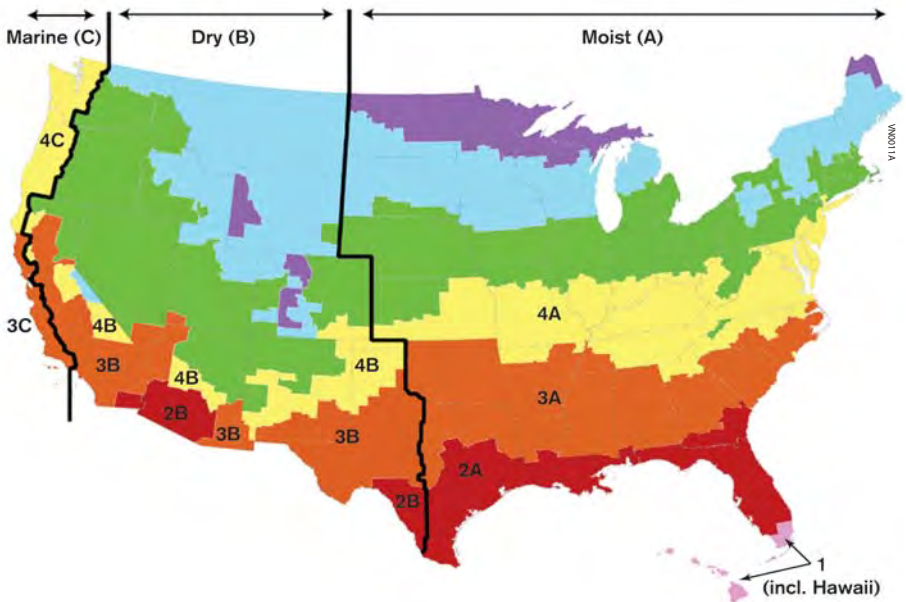 Marine (C)
Dry (B)
Moist (A)
VN0011A
4C
3C
4B
3B
4B
2B
3B
4B
3B
2B
4A
3A
2A
1
(incl. Hawaii)